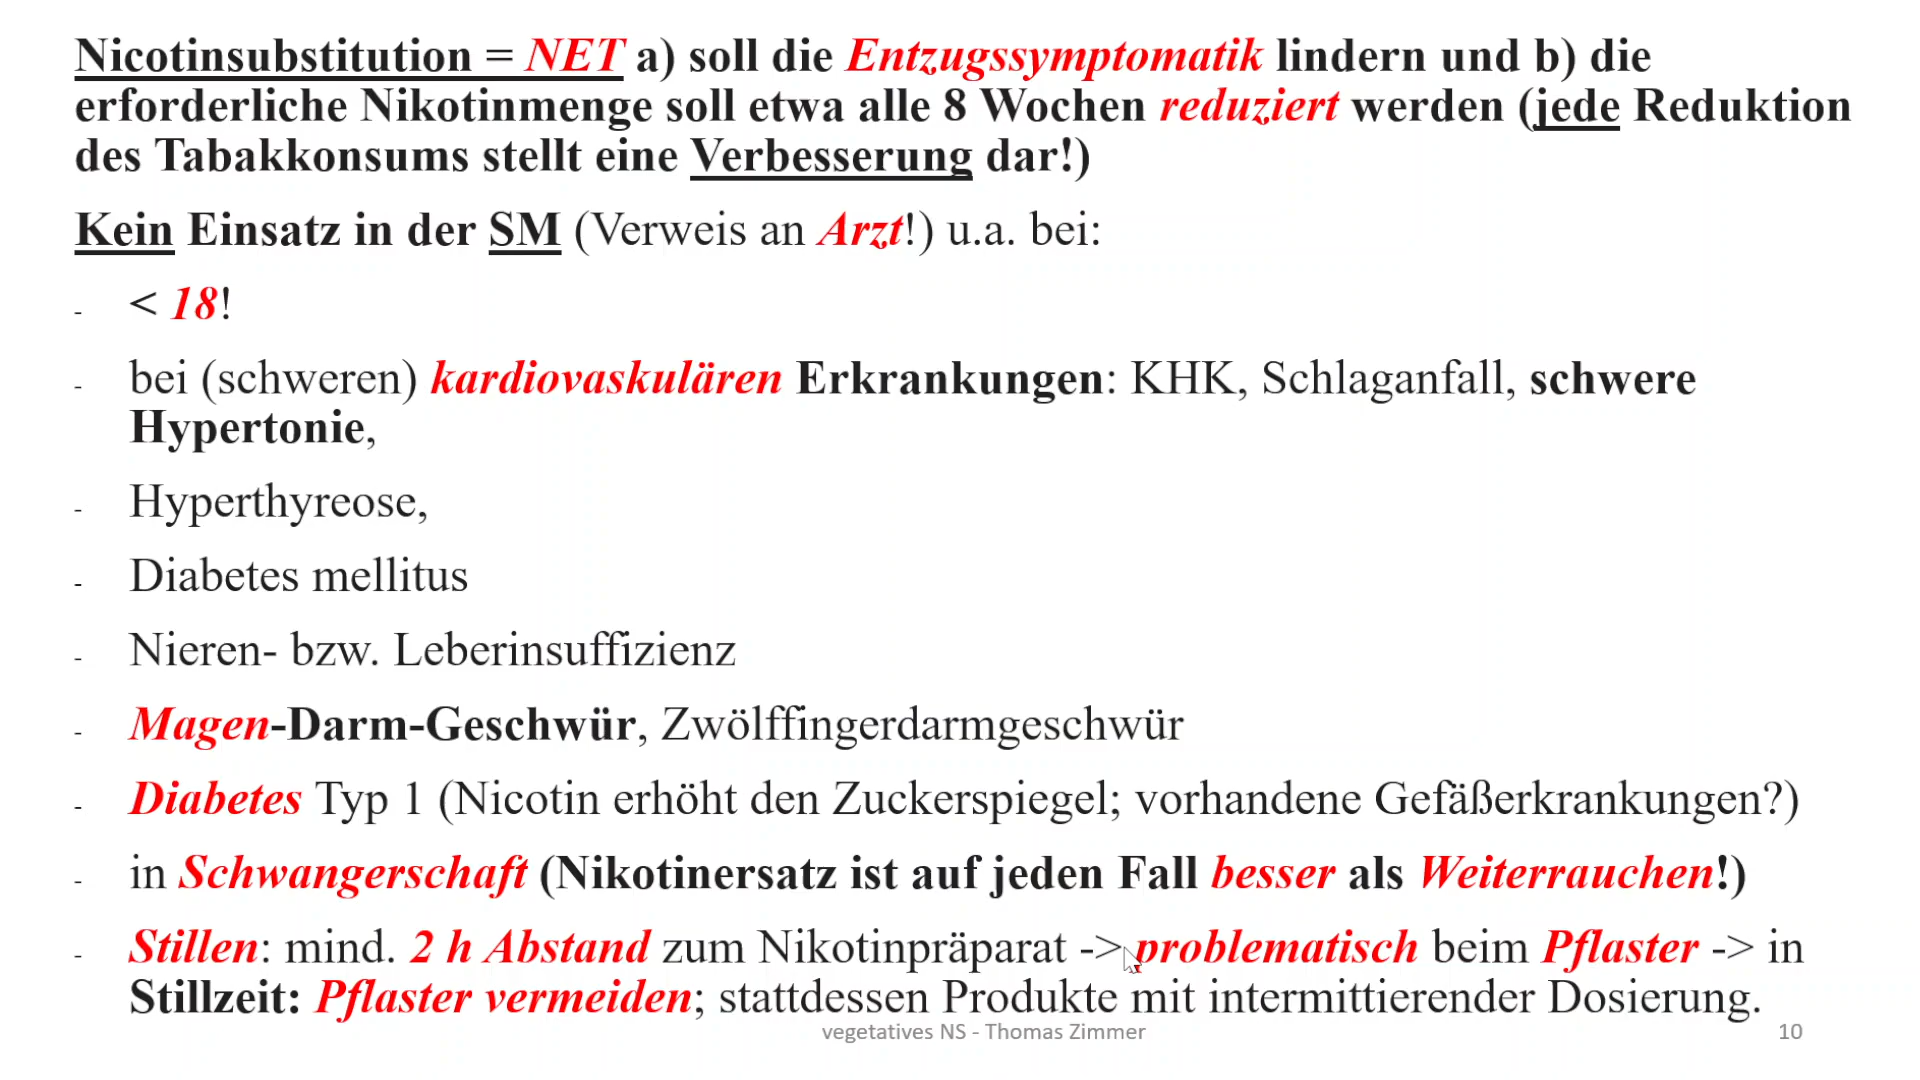 Nicotinsubstitution = NET a) soll die Entzugssymptomatik lindern und b) die
erforderliche Nikotinmenge soll etwa alle 8 Wochen reduziert werden (jede Reduktion
des Tabakkonsums stellt eine Verbesserung dar!)
Kein Einsatz in der SM (Verweis an Arzt!) u.a. bei:
- < 18!
- bei (schweren) kardiovaskulären Erkrankungen: KHK, Schlaganfall, schwere
Hypertonie,
- Hyperthyreose,
- Diabetes mellitus
- Nieren- bzw. Leberinsuffizienz
- Magen-Darm-Geschwür, Zwölffingerdarmgeschwür
- Diabetes Typ 1 (Nicotin erhöht den Zuckerspiegel; vorhandene Gefäßerkrankungen?)
- in Schwangerschaft (Nikotinersatz ist auf jeden Fall besser als Weiterrauchen!)
- Stillen: mind. 2 h Abstand zum Nikotinpräparat -> problematisch beim Pflaster -> in
Stillzeit: Pflaster vermeiden; stattdessen Produkte mit intermittierender Dosierung.
vegetatives NS - Thomas Zimmer 10